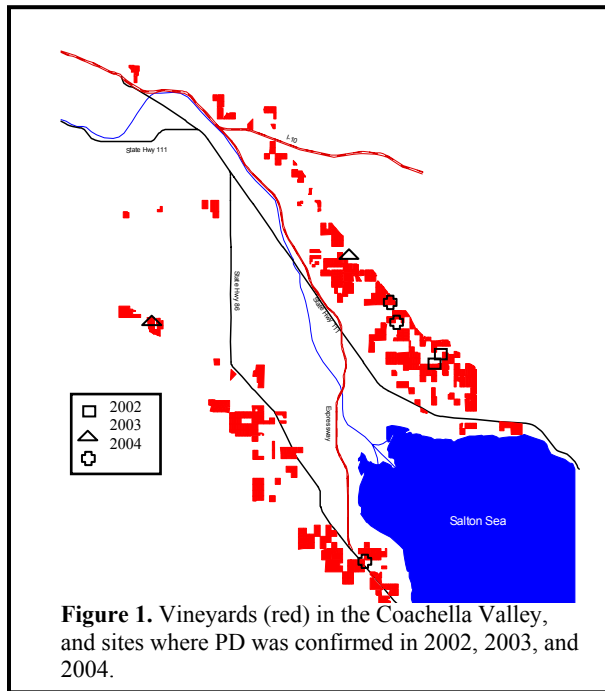 I-10
State Hwy 111
State Hwy 86
State Hwy 111
Expressway
2002
2003
2004
Salton Sea
Figure 1. Vineyards (red) in the Coachella Valley,
and sites where PD was confirmed in 2002, 2003, and
2004.